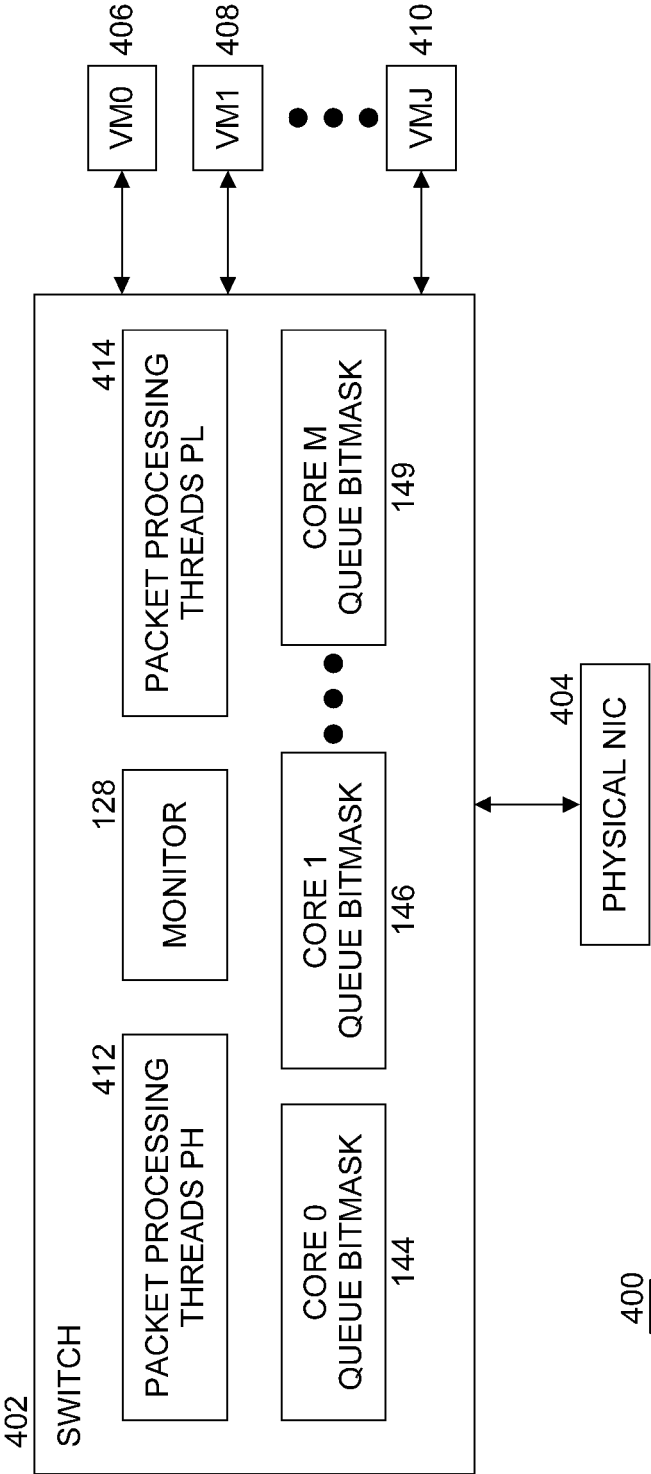 402
SWITCH
412
PACKET PROCESSING
THREADS PH
128
MONITOR
414
PACKET PROCESSING
THREADS PL
CORE 0
QUEUE BITMASK
144
CORE 1
QUEUE BITMASK
146
CORE M
QUEUE BITMASK
149
VM0
406
VM1
408
VMJ
410
404
PHYSICAL NIC
400